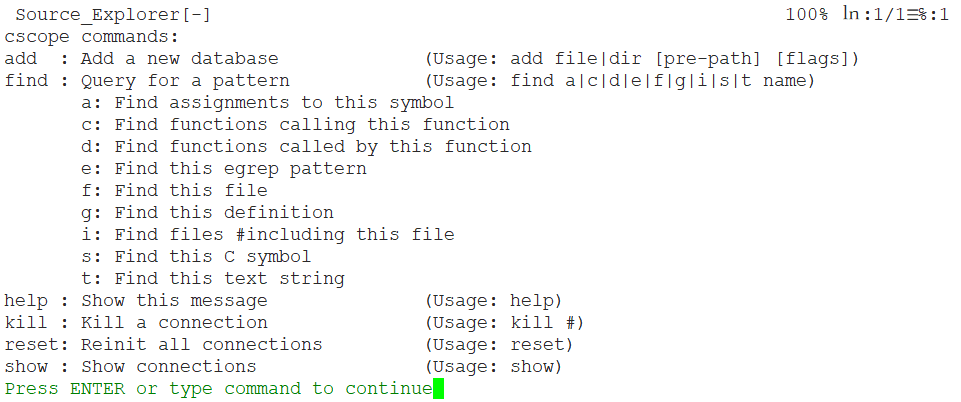 Source_Explorer[-] 100% ln:1/1≡%:1
cscope commands:
add  : Add a new database              (Usage: add file|dir [pre-path] [flags])
find : Query for a pattern             (Usage: find a|c|d|e|f|g|i|s|t name)
       a: Find assignments to this symbol
       c: Find functions calling this function
       d: Find functions called by this function
       e: Find this egrep pattern
       f: Find this file
       g: Find this definition
       i: Find files #including this file
       s: Find this C symbol
       t: Find this text string
help : Show this message               (Usage: help)
kill : Kill a connection               (Usage: kill #)
reset: Reinit all connections          (Usage: reset)
show : Show connections                (Usage: show)
Press ENTER or type command to continue